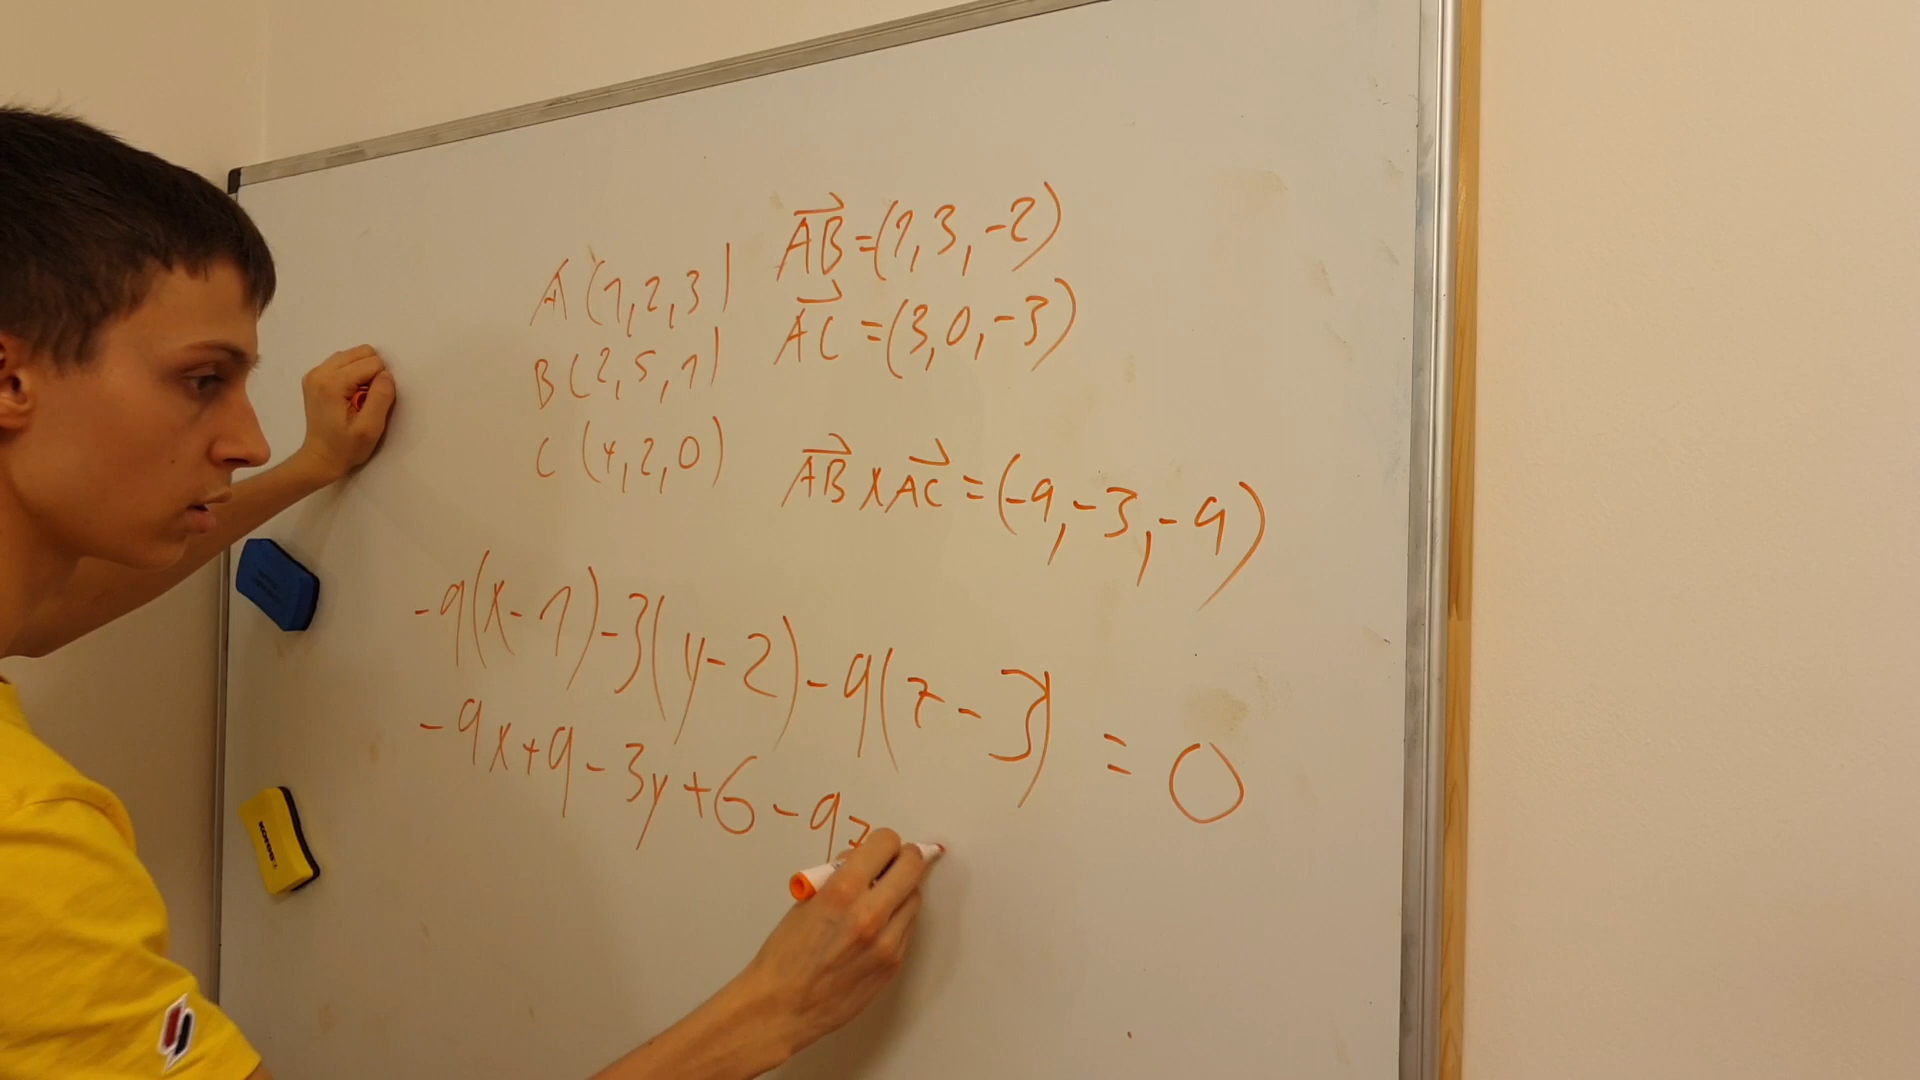 A(1,2,3)
B(2,5,1)
C(4,2,0)
AB=(1,3,-2)
AC=(3,0,-3)
AB×AC=(-9,-3,-9)
-9(x-1)-3(y-2)-9(z-3)=0
-9x+9-3y+6-9z